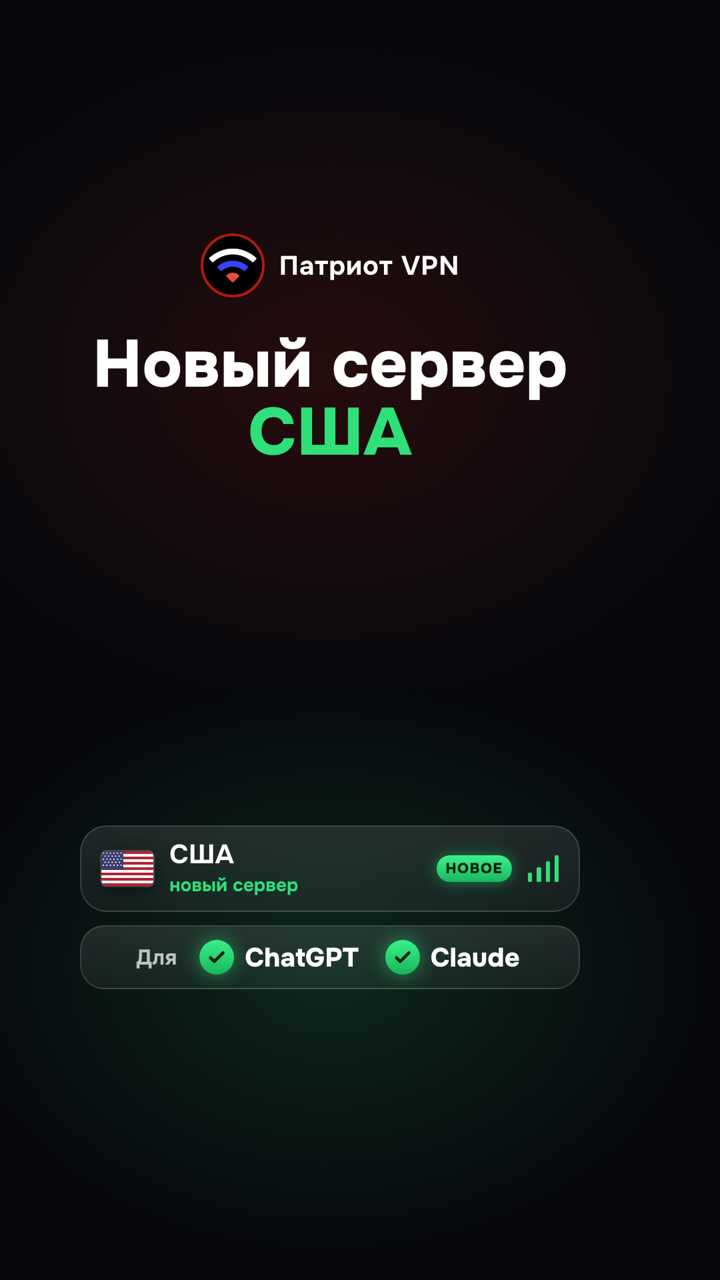 Патриот VPN
Новый сервер
США
США
новый сервер
НОВОЕ
Для ChatGPT Claude